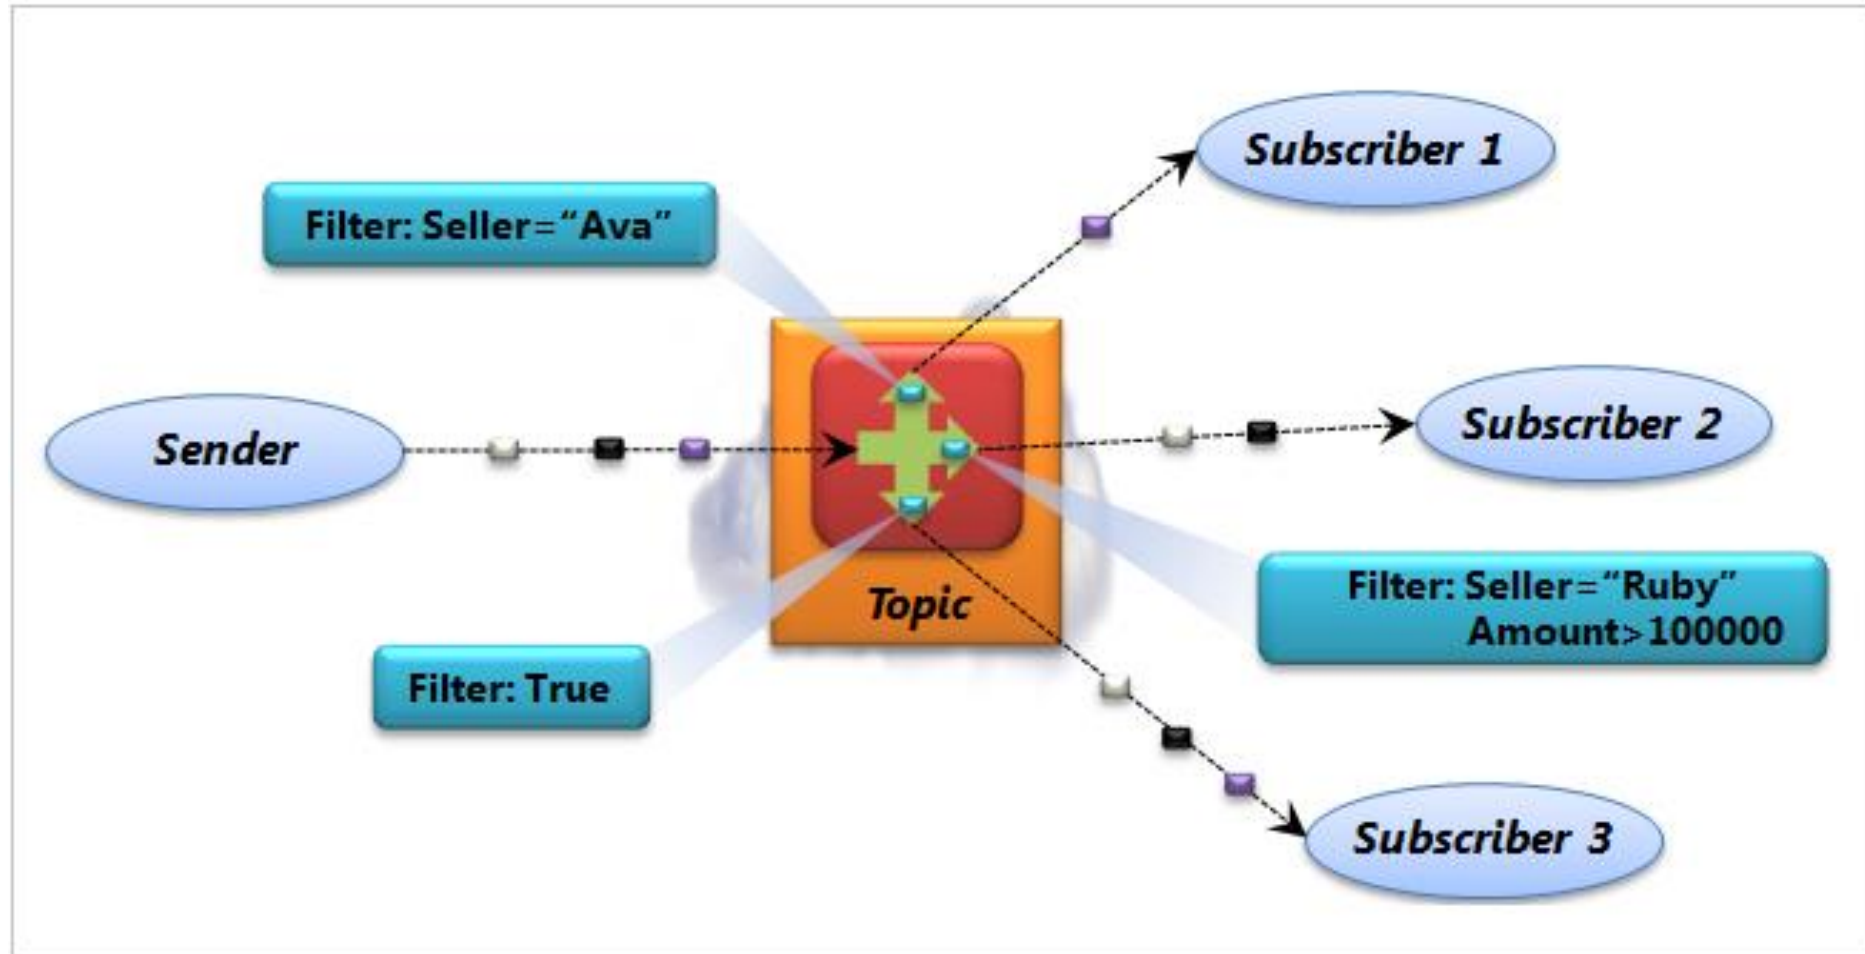 Subscriber 1
Filter: Seller=“Ava”
Sender
Subscriber 2
Topic
Filter: Seller=“Ruby”
Amount>100000
Filter: True
Subscriber 3